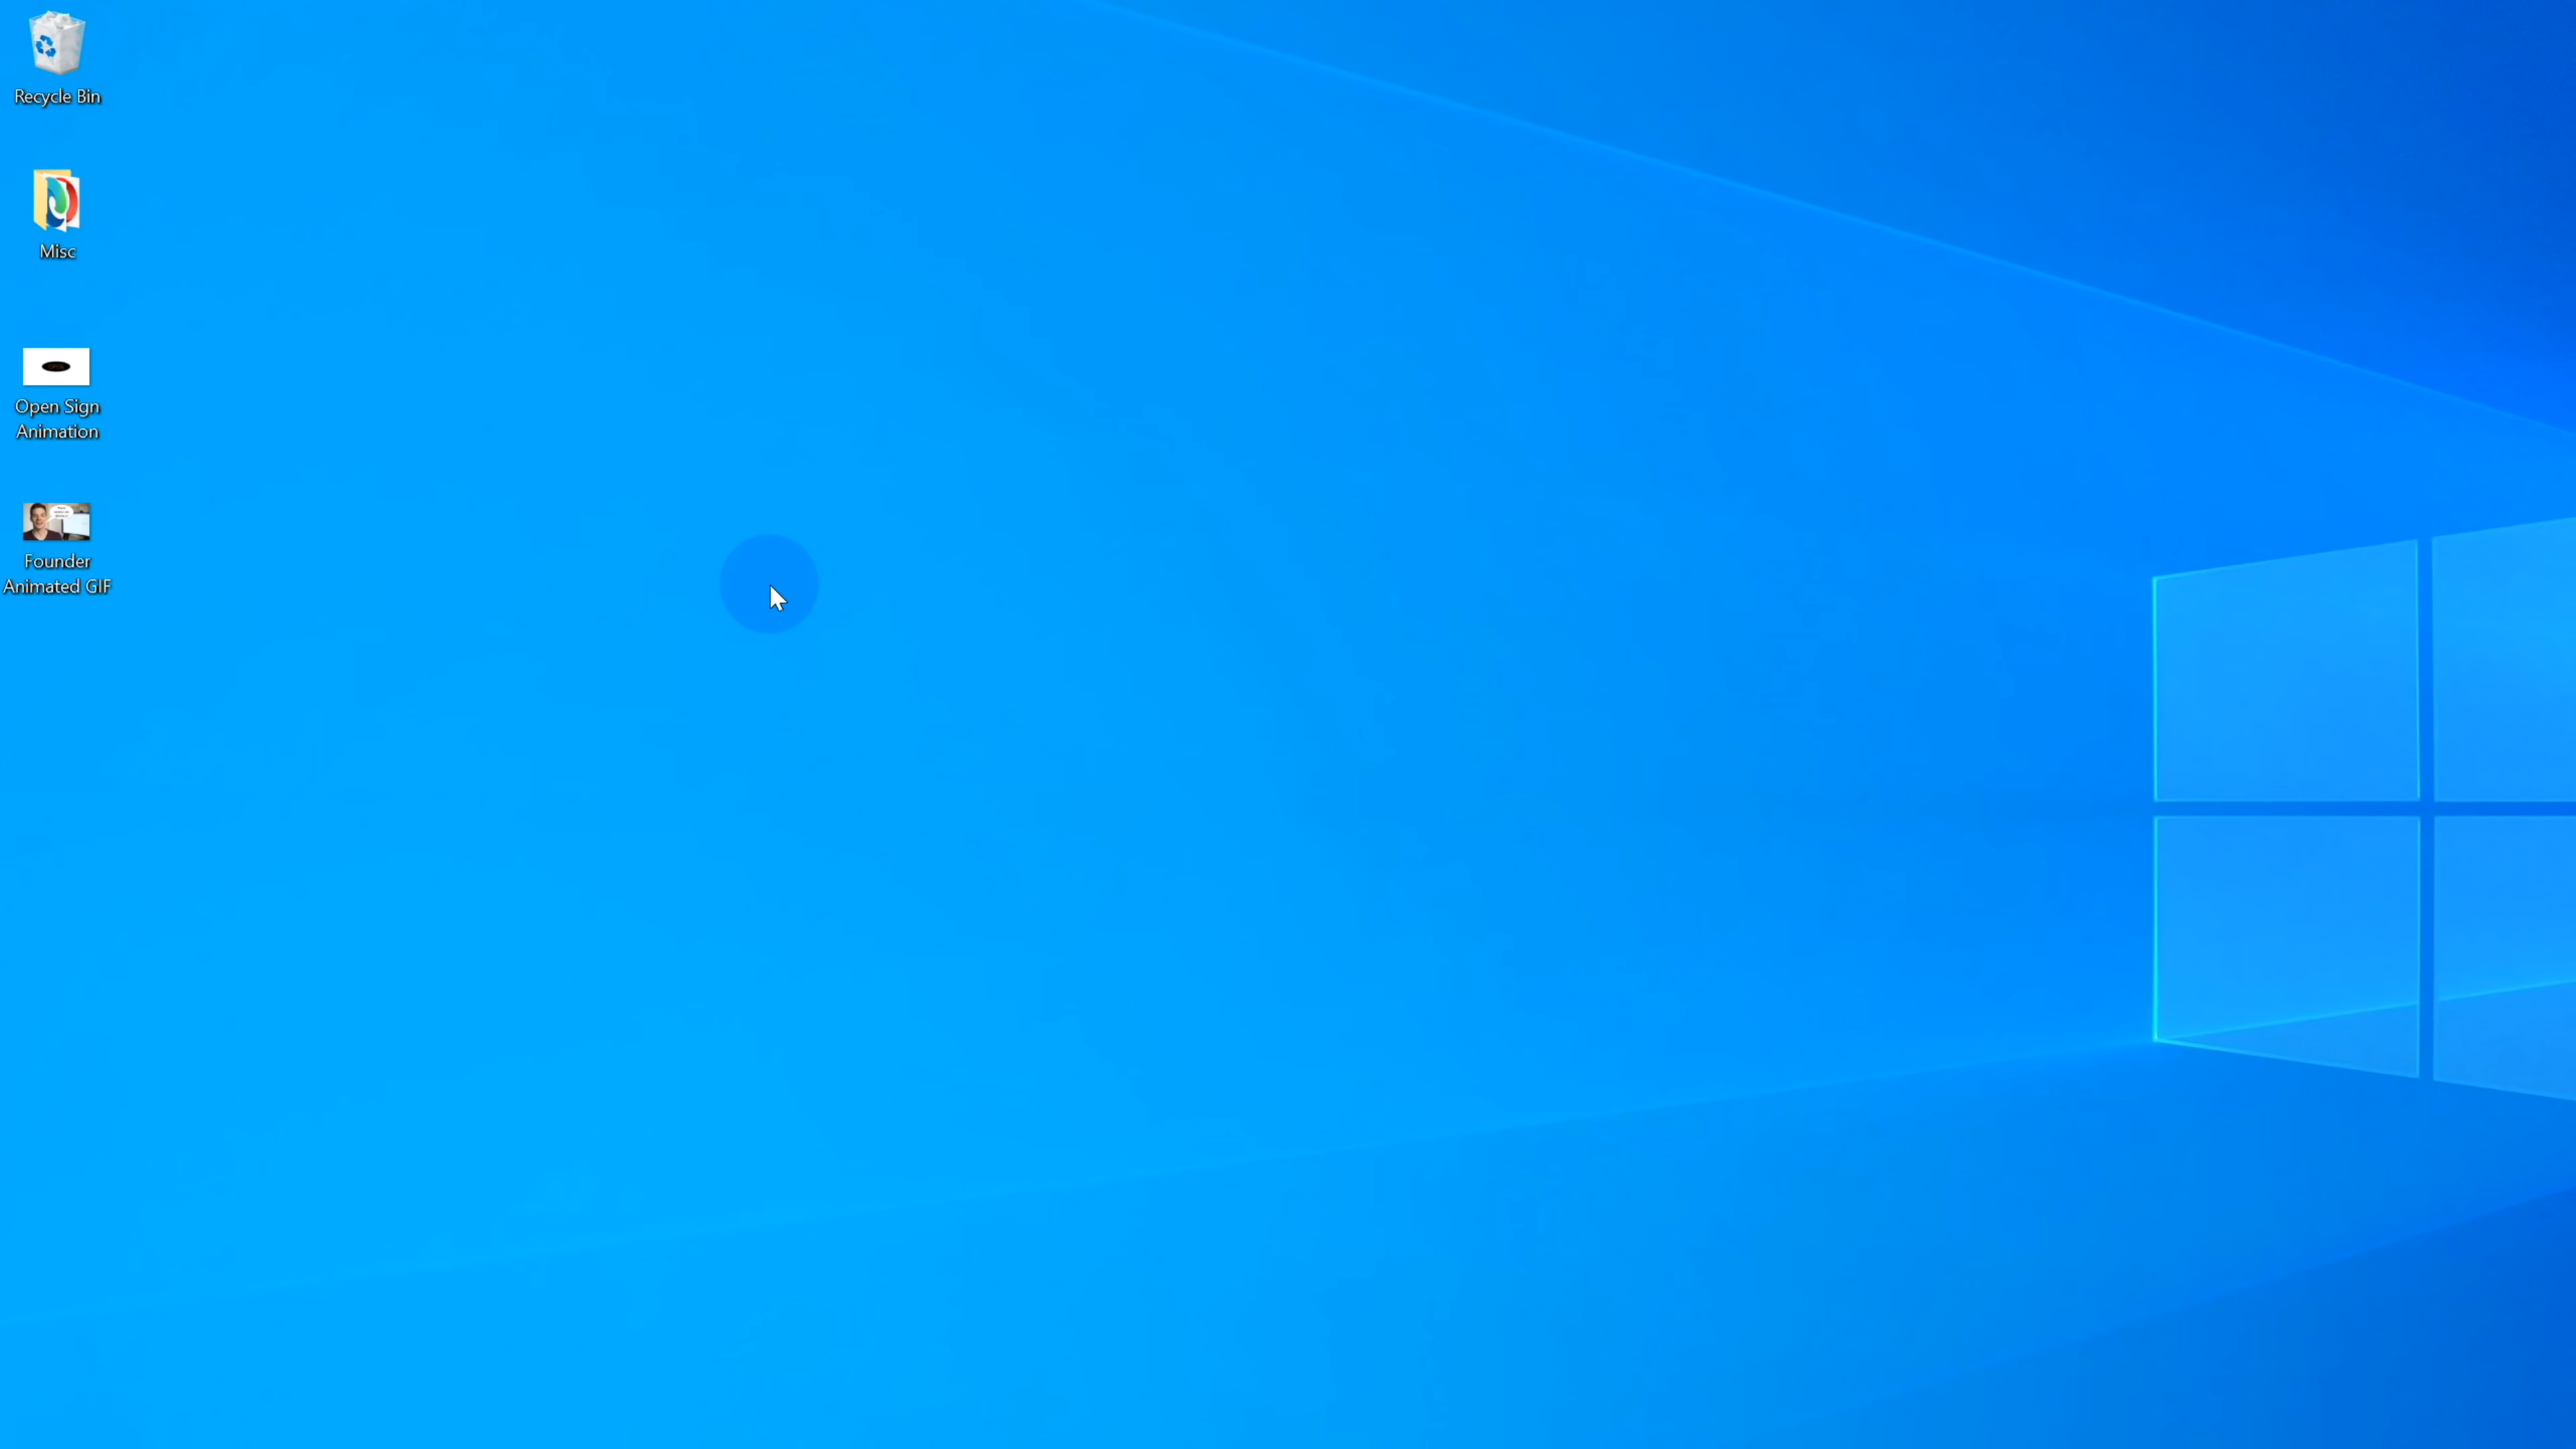 Recycle Bin
Misc
Open Sign
Animation
Founder
Animated GIF